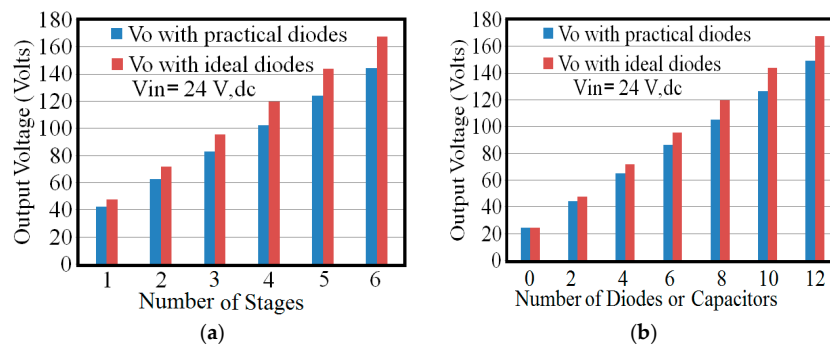 180
160
140
120
100
80
60
40
20
0
Output Voltage (Volts)
Vo with practical diodes
Vo with ideal diodes
Vin= 24 V,dc
1 2 3 4 5 6
Number of Stages
(a)
180
160
140
120
100
80
60
40
20
0
Output Voltage (Volts)
Vo with practical diodes
Vo with ideal diodes
Vin= 24 V,dc
0 2 4 6 8 10 12
Number of Diodes or Capacitors
(b)